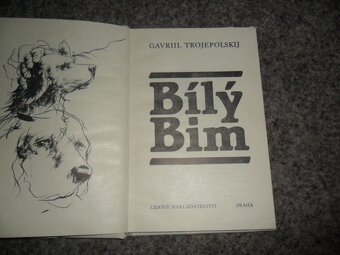 GAVRIIL TROJEPOLSKIJ
Bílý
Bim
LIDOVÉ NAKLADATELSTVÍ PRAHA